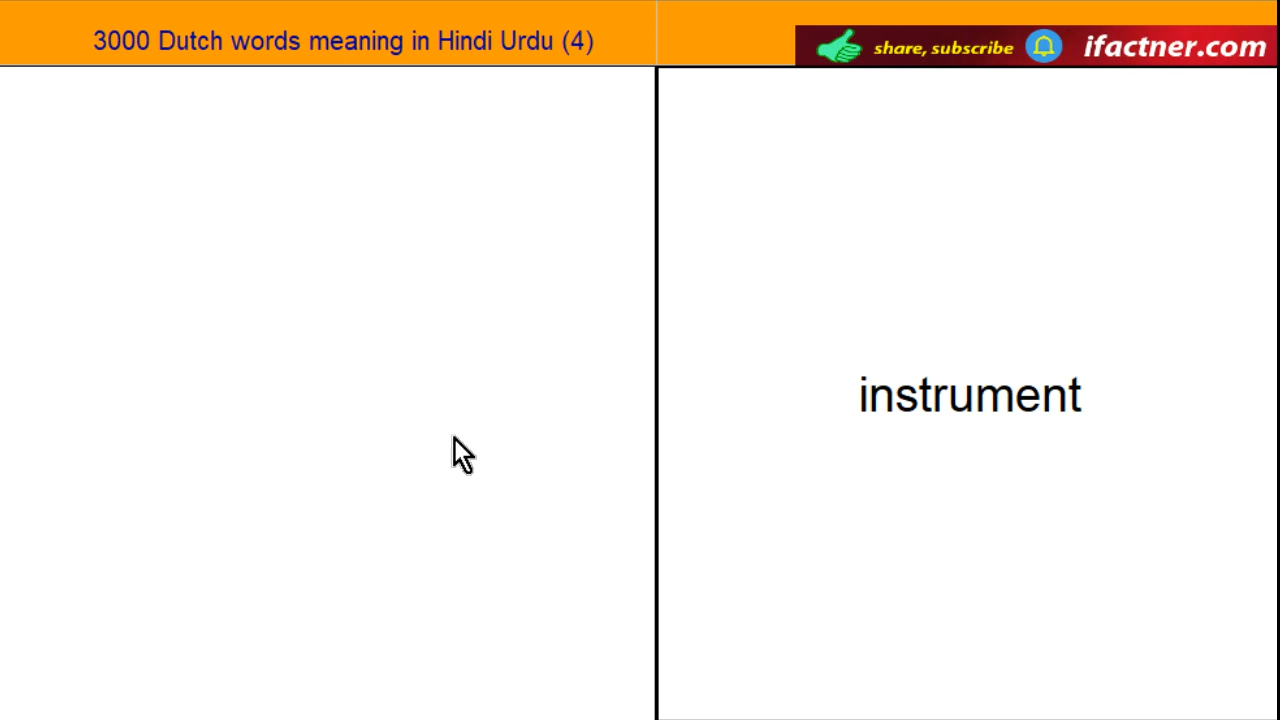 3000 Dutch words meaning in Hindi Urdu (4)
share, subscribe
ifactner.com
instrument